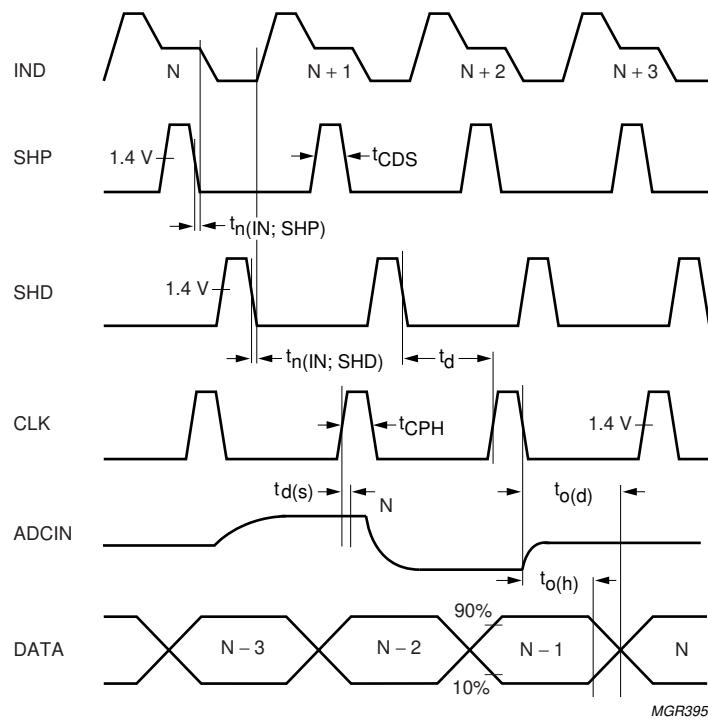 IND
N
N + 1
N + 2
N + 3
SHP
1.4 V
tCDS
tn(IN; SHP)
SHD
1.4 V
tn(IN; SHD)
td
CLK
tCPH
1.4 V
td(s)
N
to(d)
ADCIN
to(h)
DATA
N − 3
N − 2
90%
10%
N − 1
N
MGR395